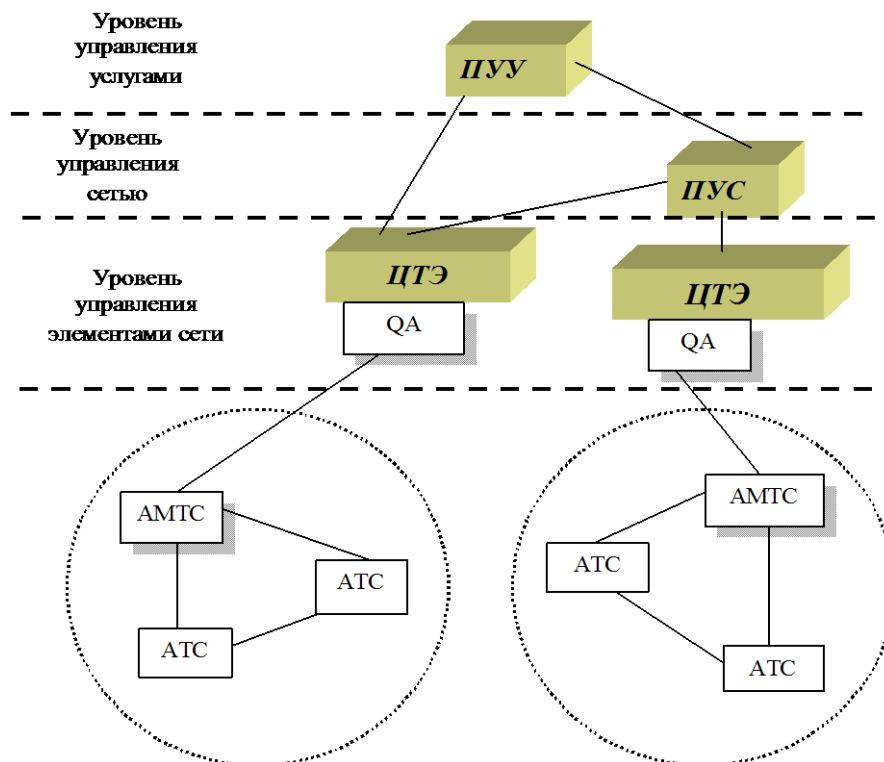 Уровень
управления
услугами
ПУУ
Уровень
управления
сетью
ПУС
Уровень
управления
элементами сети
ЦТЭ
QA
ЦТЭ
QA
АМТС
АТС
АТС
АМТС
АТС
АТС